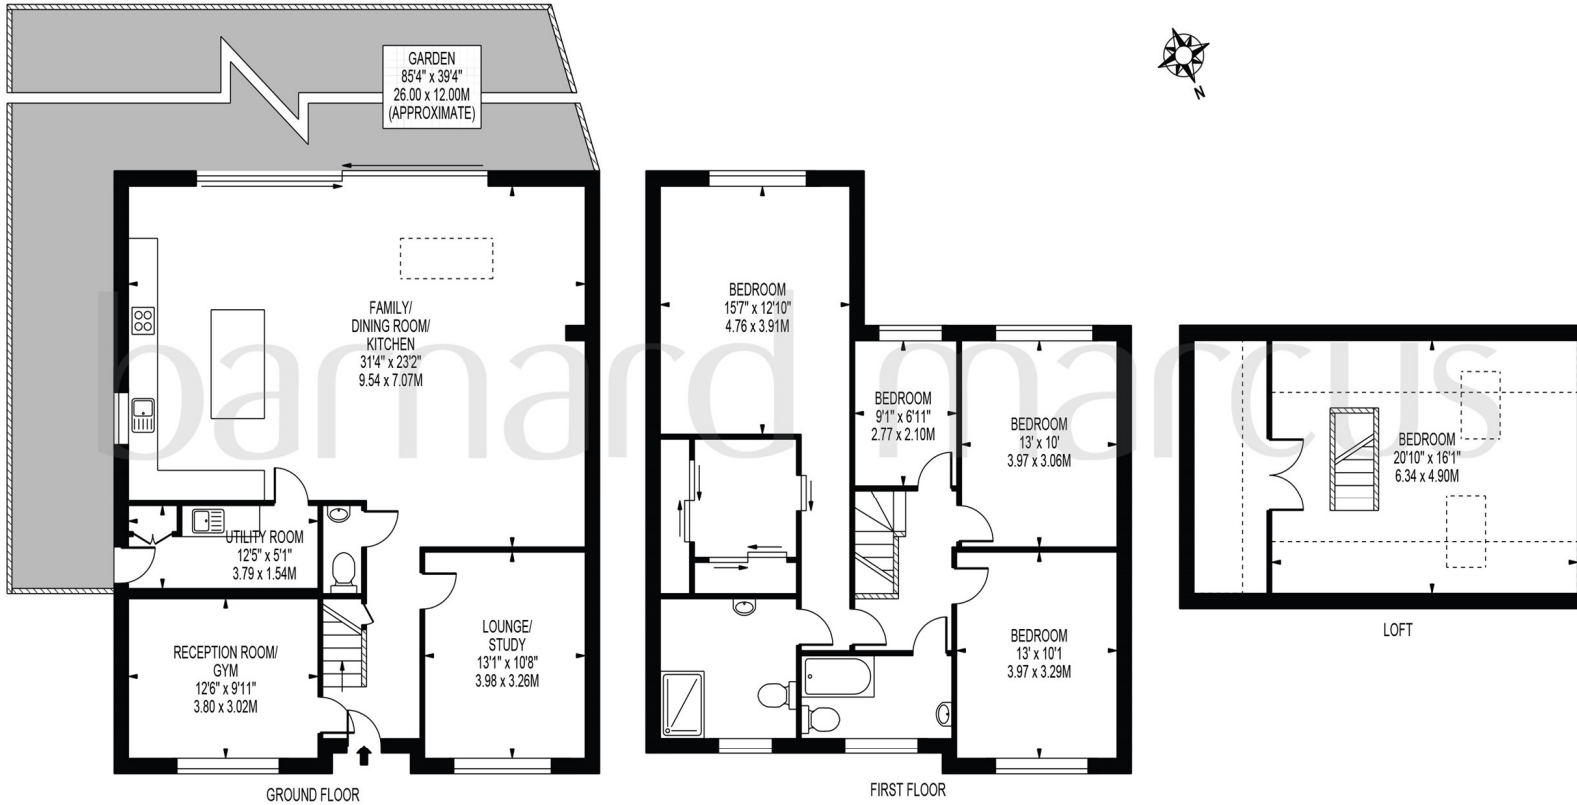 GARDEN
85'4" x 39'4"
26.00 x 12.00M
(APPROXIMATE)
N
FAMILY/
DINING ROOM/
KITCHEN
31'4" x 23'2"
9.54 x 7.07M
UTILITY ROOM
12'5" x 5'1"
3.79 x 1.54M
RECEPTION ROOM/
GYM
12'6" x 9'11"
3.80 x 3.02M
LOUNGE/
STUDY
13'1" x 10'8"
3.98 x 3.26M
GROUND FLOOR
BEDROOM
15'7" x 12'10"
4.76 x 3.91M
BEDROOM
9'1" x 6'11"
2.77 x 2.10M
BEDROOM
13' x 10'
3.97 x 3.06M
BEDROOM
13' x 10'1
3.97 x 3.29M
FIRST FLOOR
BEDROOM
20'10" x 16'1"
6.34 x 4.90M
LOFT
barnard marcus